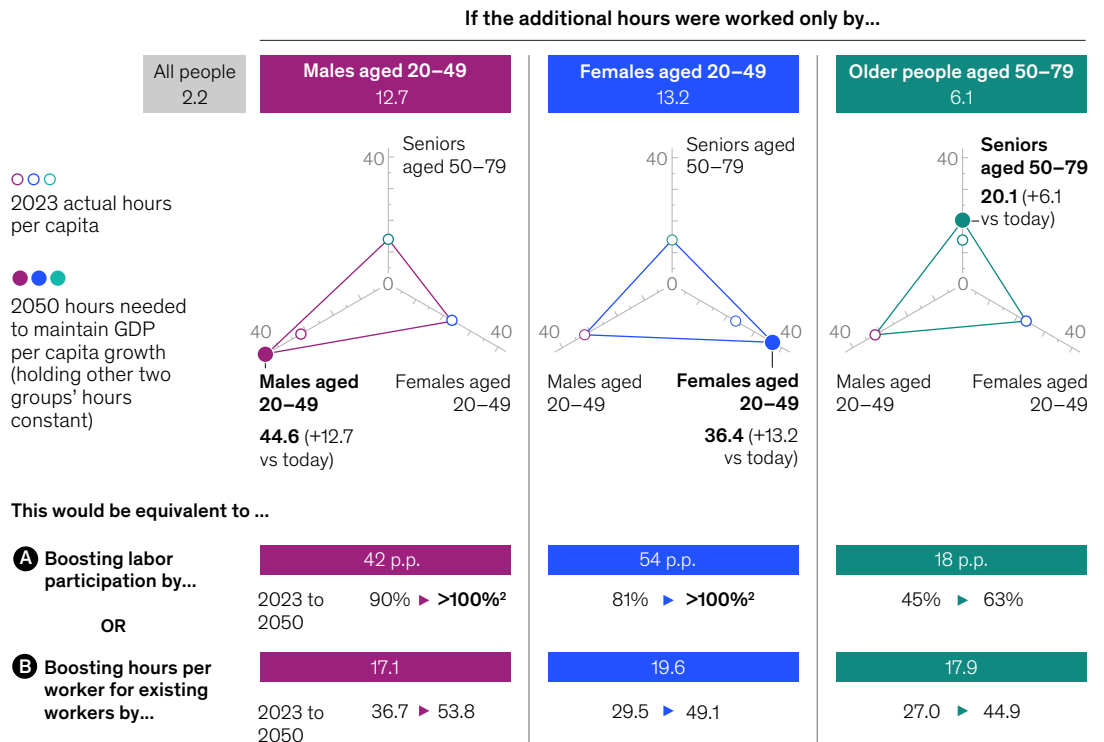 If the additional hours were worked only by...
All people
2.2
Males aged 20–49
12.7
Females aged 20–49
13.2
Older people aged 50–79
6.1
2023 actual hours
per capita
2050 hours needed
to maintain GDP
per capita growth
(holding other two
groups’ hours
constant)
Seniors
aged 50–79
40
0
40
40
Males aged
20–49
44.6 (+12.7
vs today)
Females aged
20–49
Seniors aged
50–79
40
0
40
40
Males aged
20–49
Females aged
20–49
36.4 (+13.2
vs today)
Seniors
aged 50–79
20.1 (+6.1
vs today)
40
0
40
40
Males aged
20–49
Females aged
20–49
This would be equivalent to ...
A Boosting labor
participation by...
42 p.p.
54 p.p.
18 p.p.
2023 to
2050
90% ▶ >100%²
81% ▶ >100%²
45% ▶ 63%
OR
B Boosting hours per
worker for existing
workers by...
17.1
19.6
17.9
2023 to
2050
36.7 ▶ 53.8
29.5 ▶ 49.1
27.0 ▶ 44.9